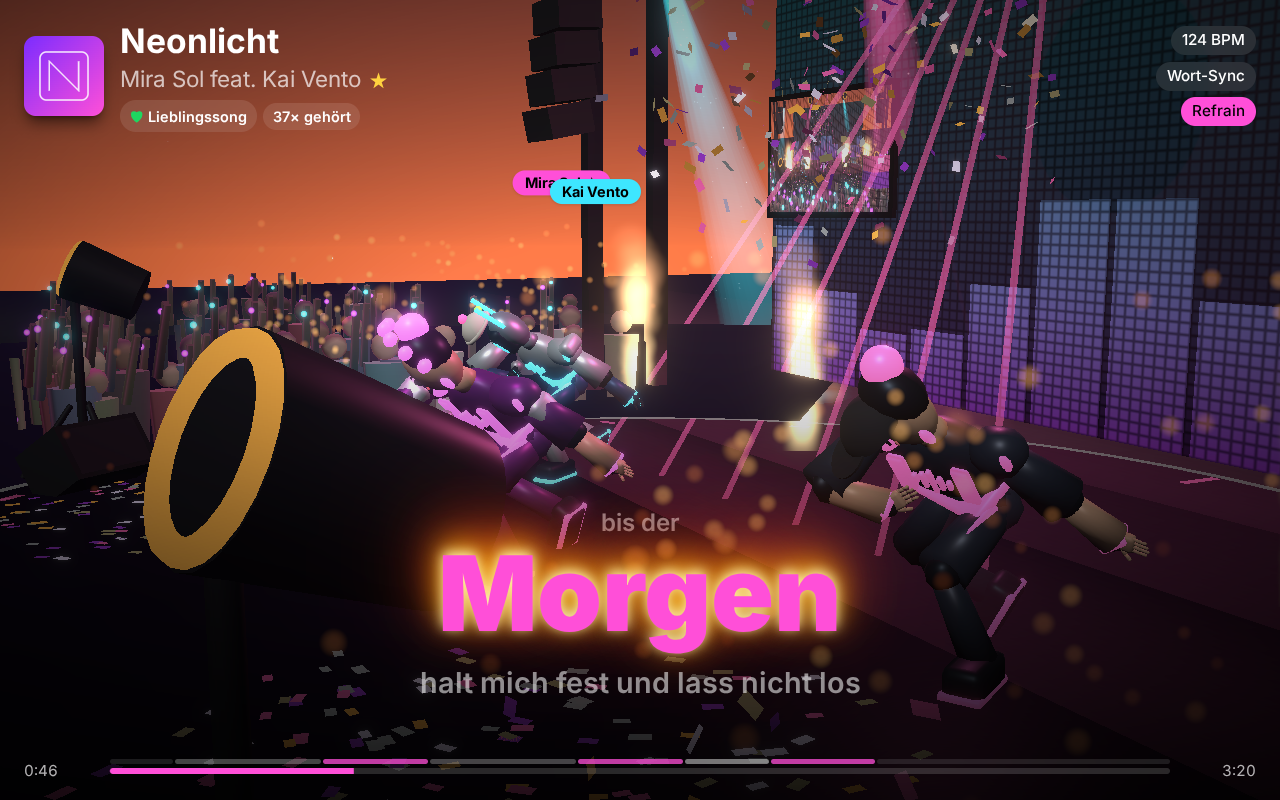 Neonlicht
Mira Sol feat. Kai Vento ★
Lieblingssong
37× gehört
124 BPM
Wort-Sync
Refrain
Mira
Kai Vento
bis der
Morgen
halt mich fest und lass nicht los
0:46
3:20